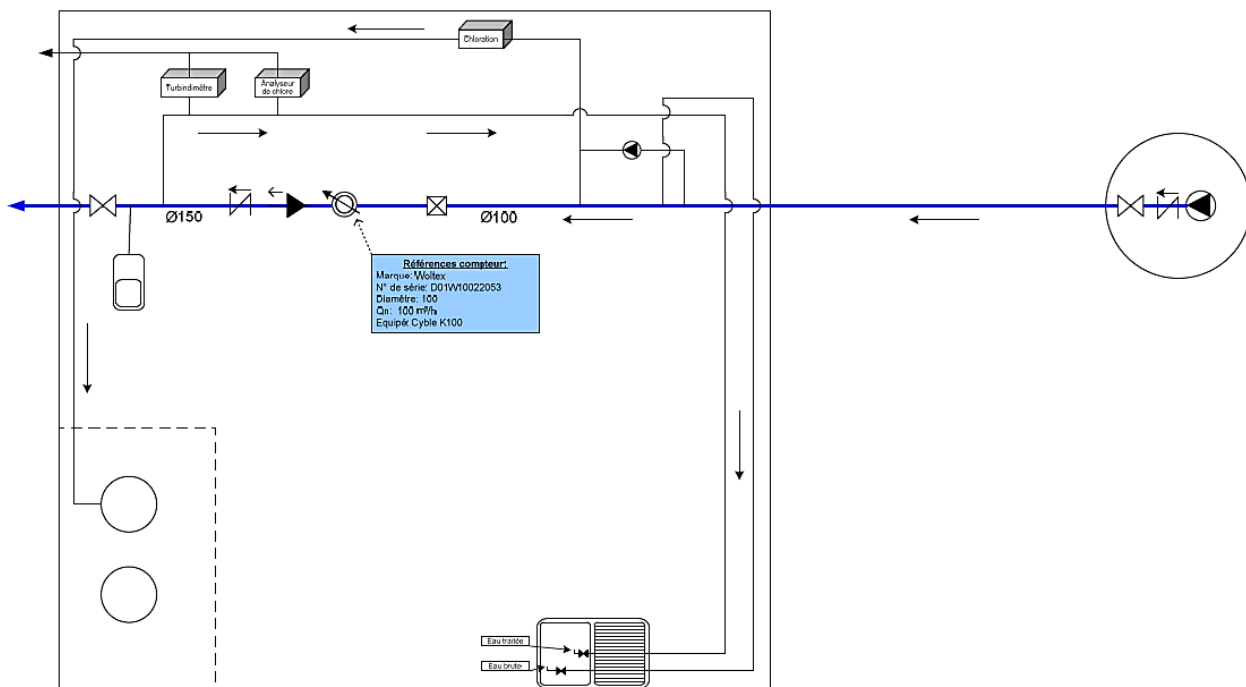 Chloration
Turbindimètre
Analyseur
de chlore
Ø150
Ø100
Références compteur:
Marque: Woltex
N° de série: D01W10022053
Diamètre: 100
Qn: 100 m³/h
Equipé: Cyble K100
Eau traitée
Eau brute